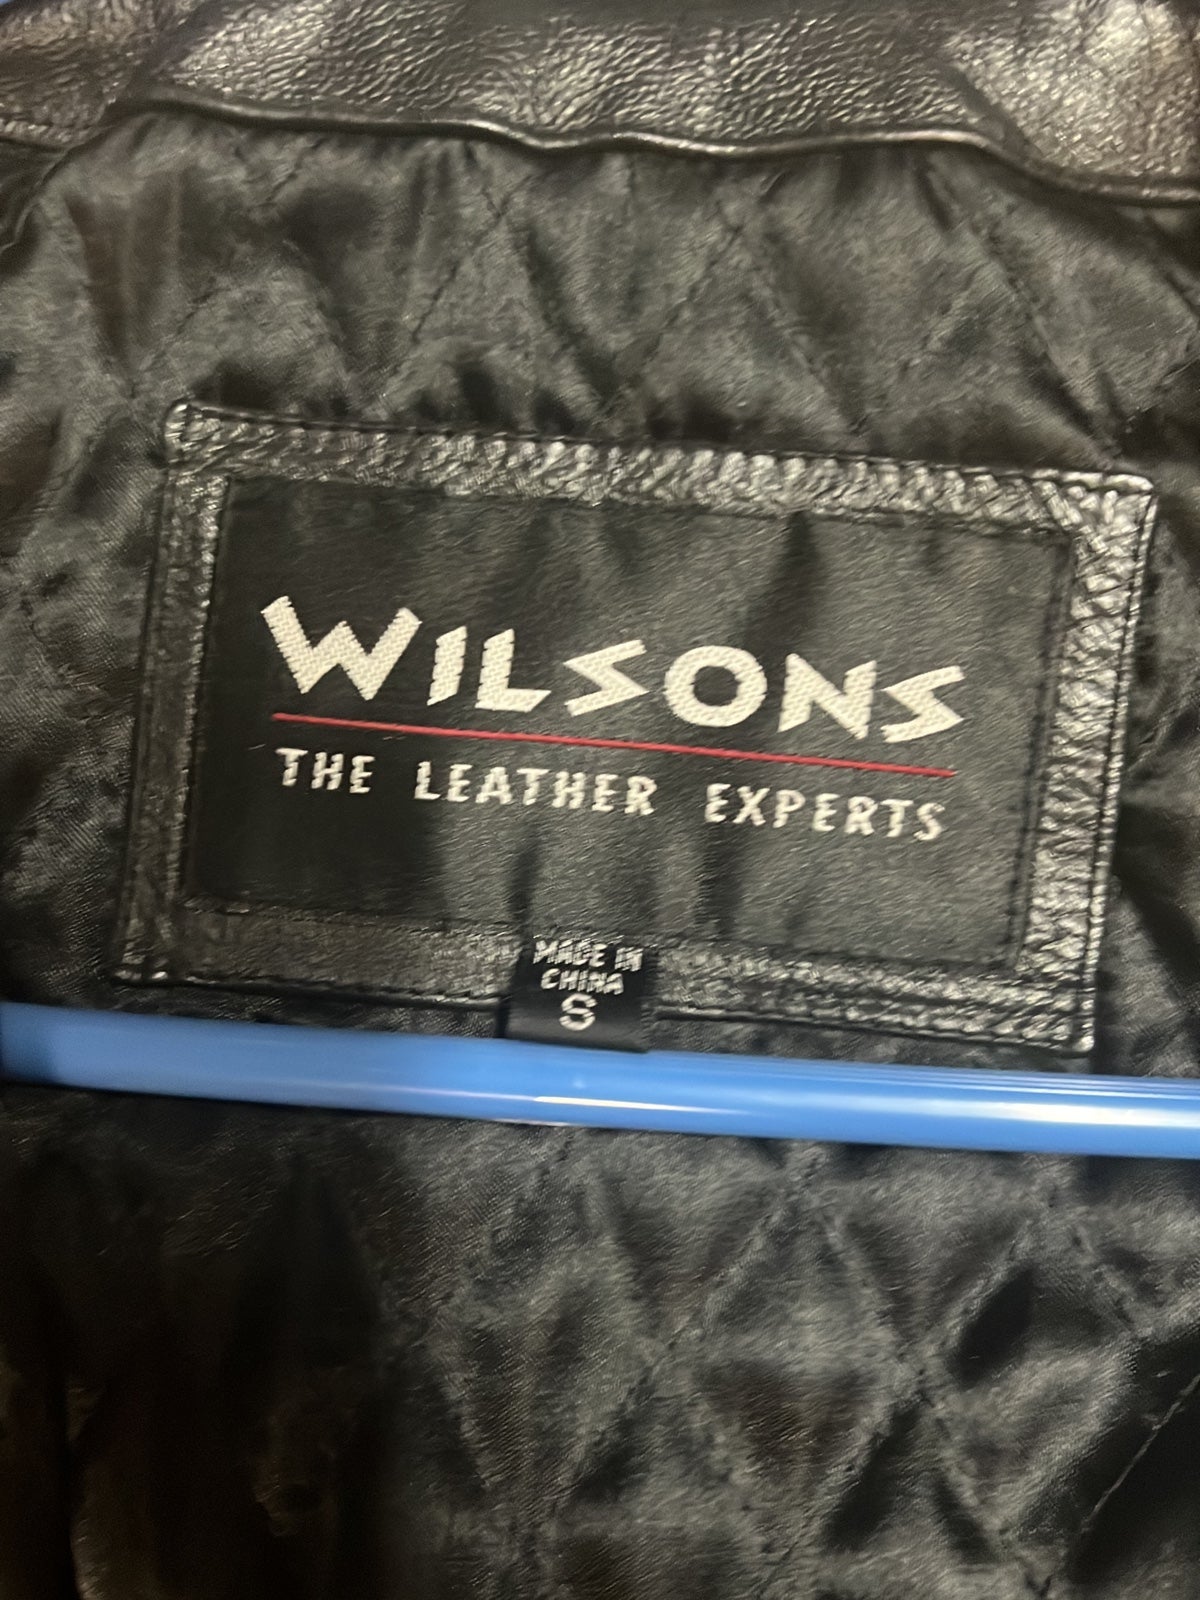 WILSONS
THE LEATHER EXPERTS
MADE IN
CHINA
S